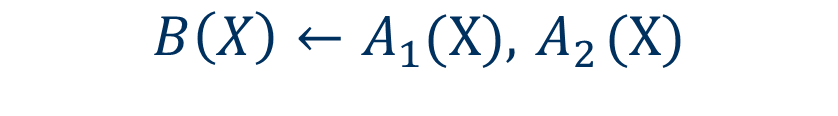 B(X) ← A₁(X), A₂ (X)